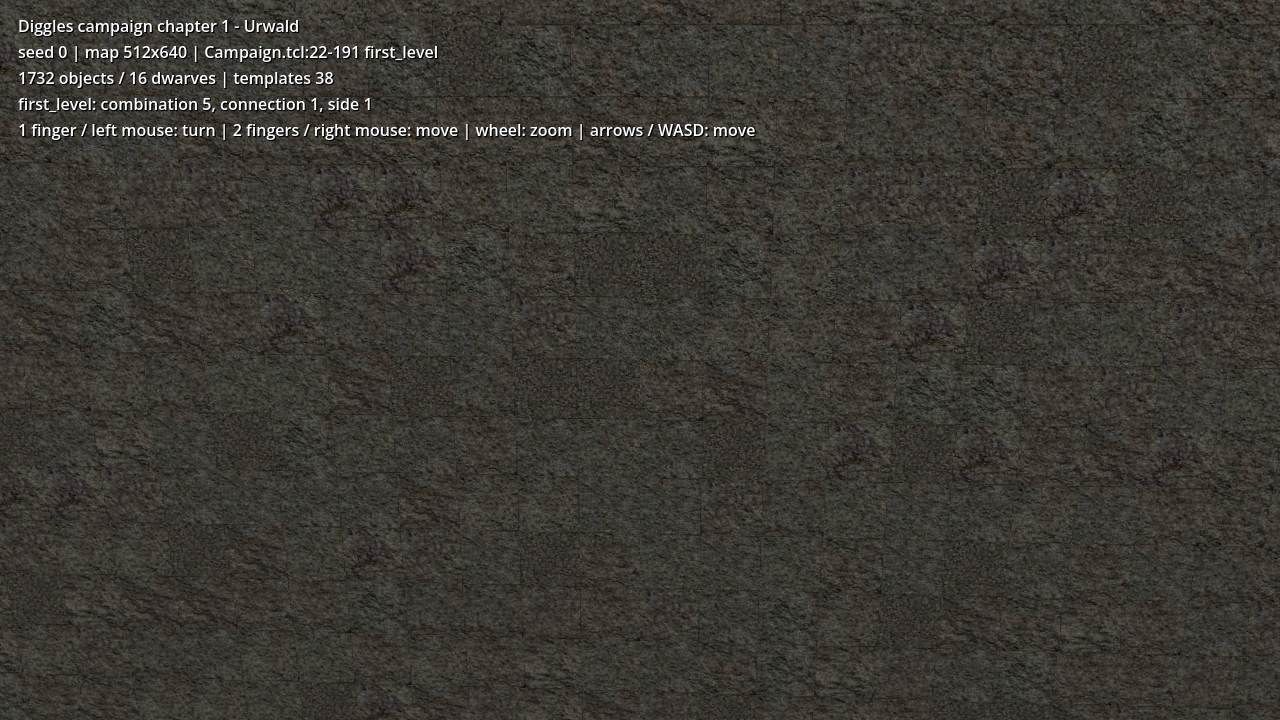 Diggles campaign chapter 1 - Urwald
seed 0 | map 512x640 | Campaign.tcl:22-191 first_level
1732 objects / 16 dwarves | templates 38
first_level: combination 5, connection 1, side 1
1 finger / left mouse: turn | 2 fingers / right mouse: move | wheel: zoom | arrows / WASD: move